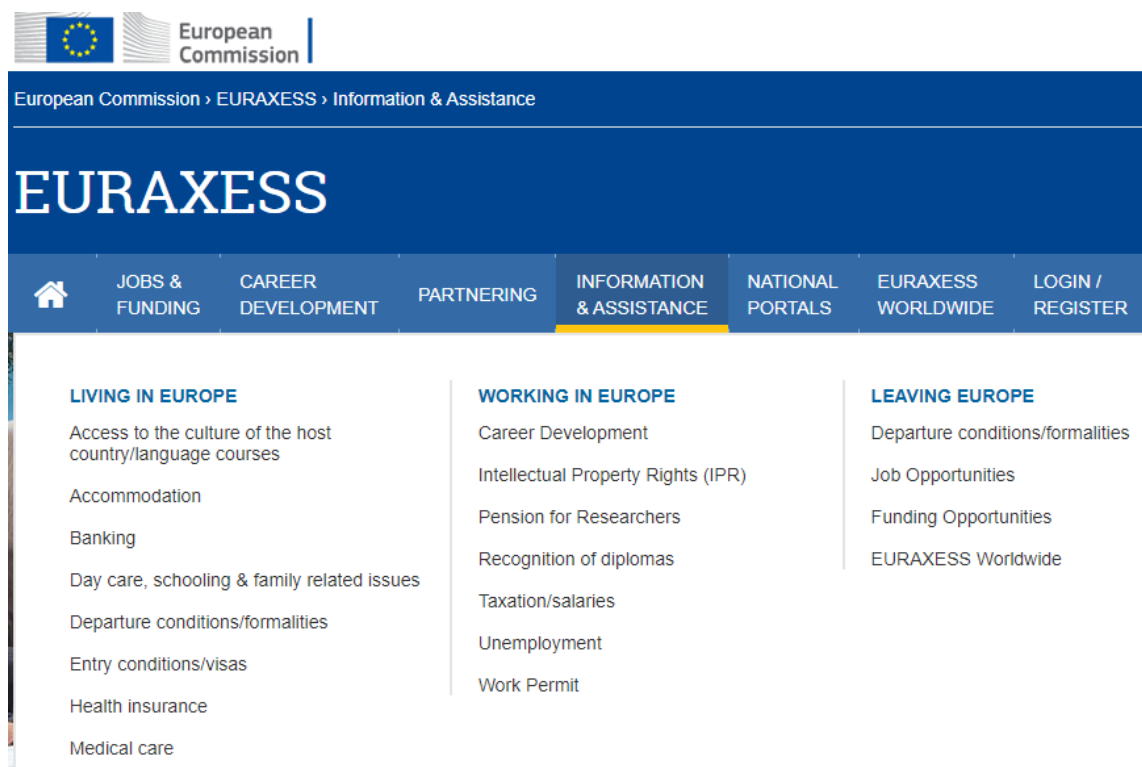 European
Commission
European Commission › EURAXESS › Information & Assistance
EURAXESS
JOBS &
FUNDING
CAREER
DEVELOPMENT
PARTNERING
INFORMATION
& ASSISTANCE
NATIONAL
PORTALS
EURAXESS
WORLDWIDE
LOGIN /
REGISTER
LIVING IN EUROPE
Access to the culture of the host
country/language courses
Accommodation
Banking
Day care, schooling & family related issues
Departure conditions/formalities
Entry conditions/visas
Health insurance
Medical care
WORKING IN EUROPE
Career Development
Intellectual Property Rights (IPR)
Pension for Researchers
Recognition of diplomas
Taxation/salaries
Unemployment
Work Permit
LEAVING EUROPE
Departure conditions/formalities
Job Opportunities
Funding Opportunities
EURAXESS Worldwide